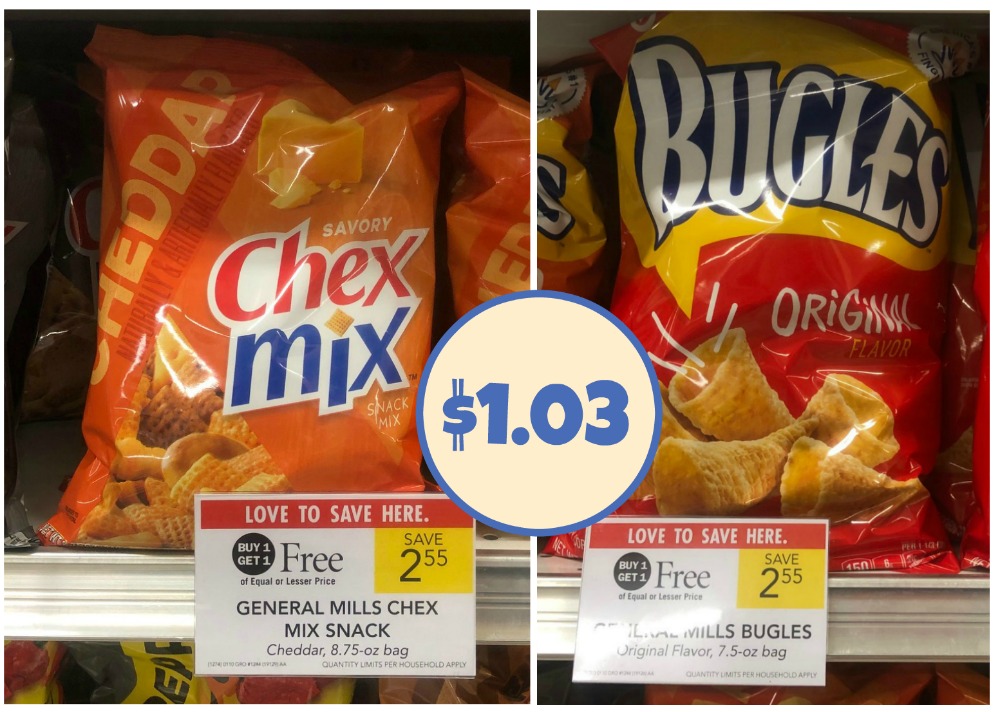 CHEDDAR
SAVORY
Chex
mix
SNACK
MIX
LOVE TO SAVE HERE.
BUY 1
GET 1
Free
of Equal or Lesser Price
SAVE
2 55
GENERAL MILLS CHEX
MIX SNACK
Cheddar, 8.75-oz bag
QUANTITY LIMITS PER HOUSEHOLD APPLY
$1.03
BUGLES
ORIGINAL
FLAVOR
LOVE TO SAVE HERE.
BUY 1
GET 1
Free
of Equal or Lesser Price
SAVE
2 55
GENERAL MILLS BUGLES
Original Flavor, 7.5-oz bag
QUANTITY LIMITS PER HOUSEHOLD APPLY